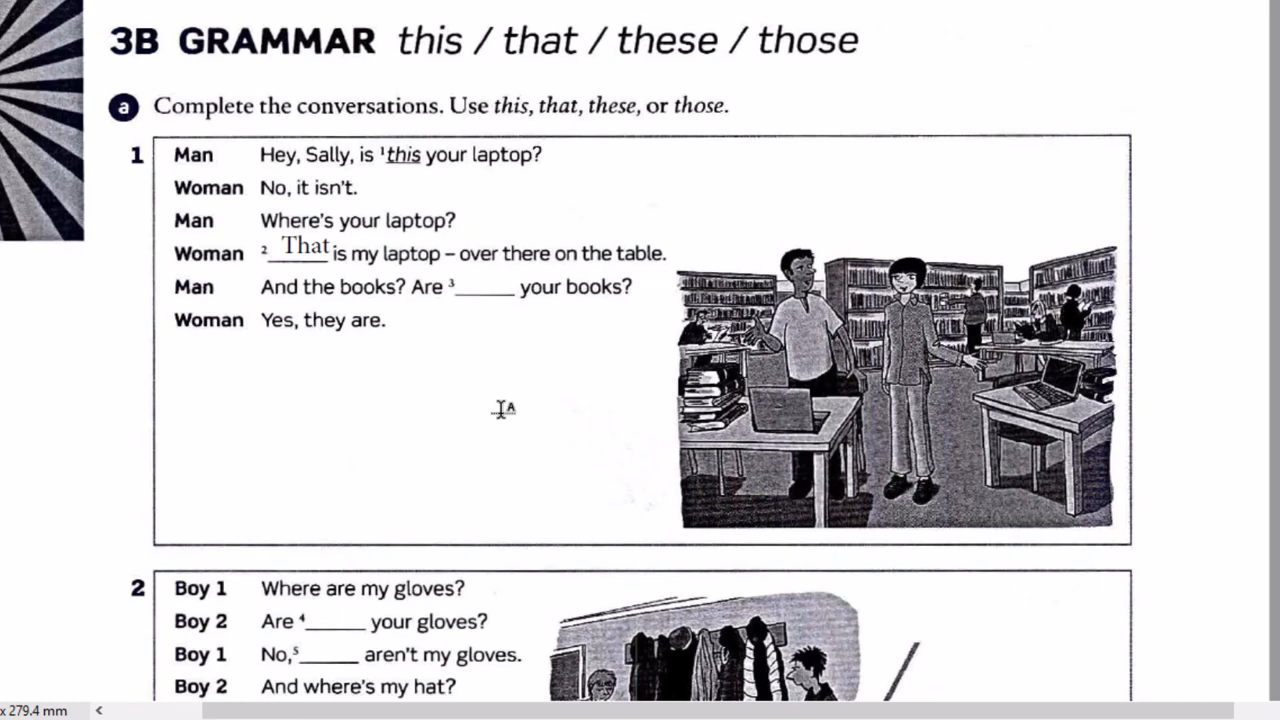 3B GRAMMAR this / that / these / those
a Complete the conversations. Use this, that, these, or those.
1 Man Hey, Sally, is ¹this your laptop?
Woman No, it isn't.
Man Where's your laptop?
Woman ² That is my laptop – over there on the table.
Man And the books? Are ³______ your books?
Woman Yes, they are.
A
2 Boy 1 Where are my gloves?
Boy 2 Are ⁴______ your gloves?
Boy 1 No,⁵______ aren't my gloves.
Boy 2 And where's my hat?
x 279.4 mm <